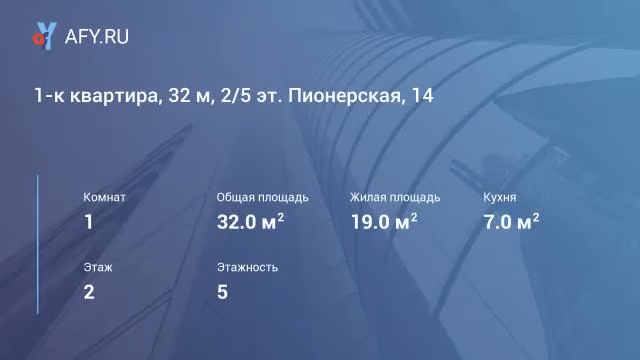 AFY.RU
1-к квартира, 32 м, 2/5 эт. Пионерская, 14
Комнат Общая площадь Жилая площадь Кухня
1 32.0 м² 19.0 м² 7.0 м²
Этаж Этажность
2 5